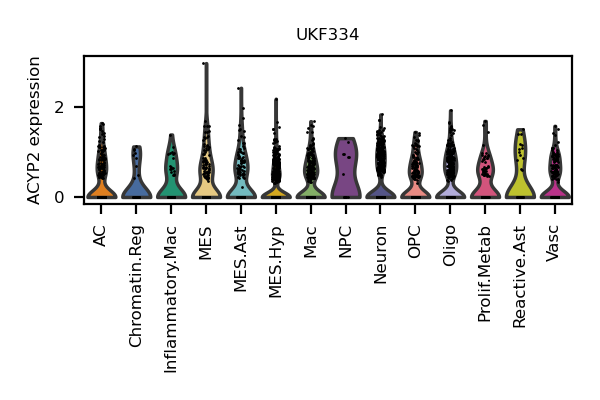 UKF334
ACYP2 expression
2
0
AC
Chromatin.Reg
Inflammatory.Mac
MES
MES.Ast
MES.Hyp
Mac
NPC
Neuron
OPC
Oligo
Prolif.Metab
Reactive.Ast
Vasc